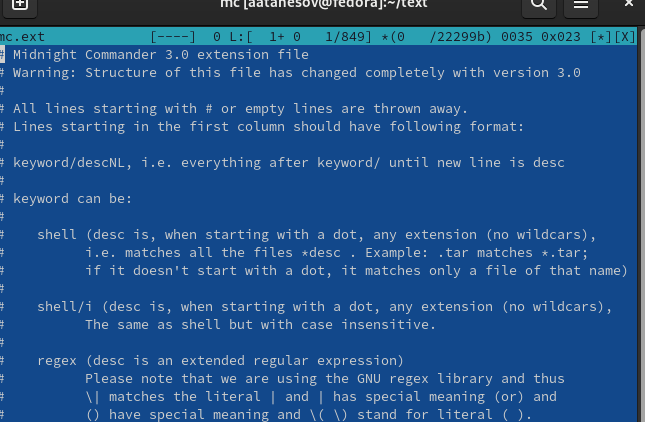 mc [aatanesov@fedora]:~/text
mc.ext [----] 0 L:[ 1+ 0 1/849] *(0 /22299b) 0035 0x023 [*][X]
# Midnight Commander 3.0 extension file
# Warning: Structure of this file has changed completely with version 3.0
#
# All lines starting with # or empty lines are thrown away.
# Lines starting in the first column should have following format:
#
# keyword/descNL, i.e. everything after keyword/ until new line is desc
#
# keyword can be:
#
#    shell (desc is, when starting with a dot, any extension (no wildcars),
#          i.e. matches all the files *desc . Example: .tar matches *.tar;
#          if it doesn't start with a dot, it matches only a file of that name)
#
#    shell/i (desc is, when starting with a dot, any extension (no wildcars),
#          The same as shell but with case insensitive.
#
#    regex (desc is an extended regular expression)
#          Please note that we are using the GNU regex library and thus
#          \| matches the literal | and | has special meaning (or) and
#          () have special meaning and \( \) stand for literal ( ).